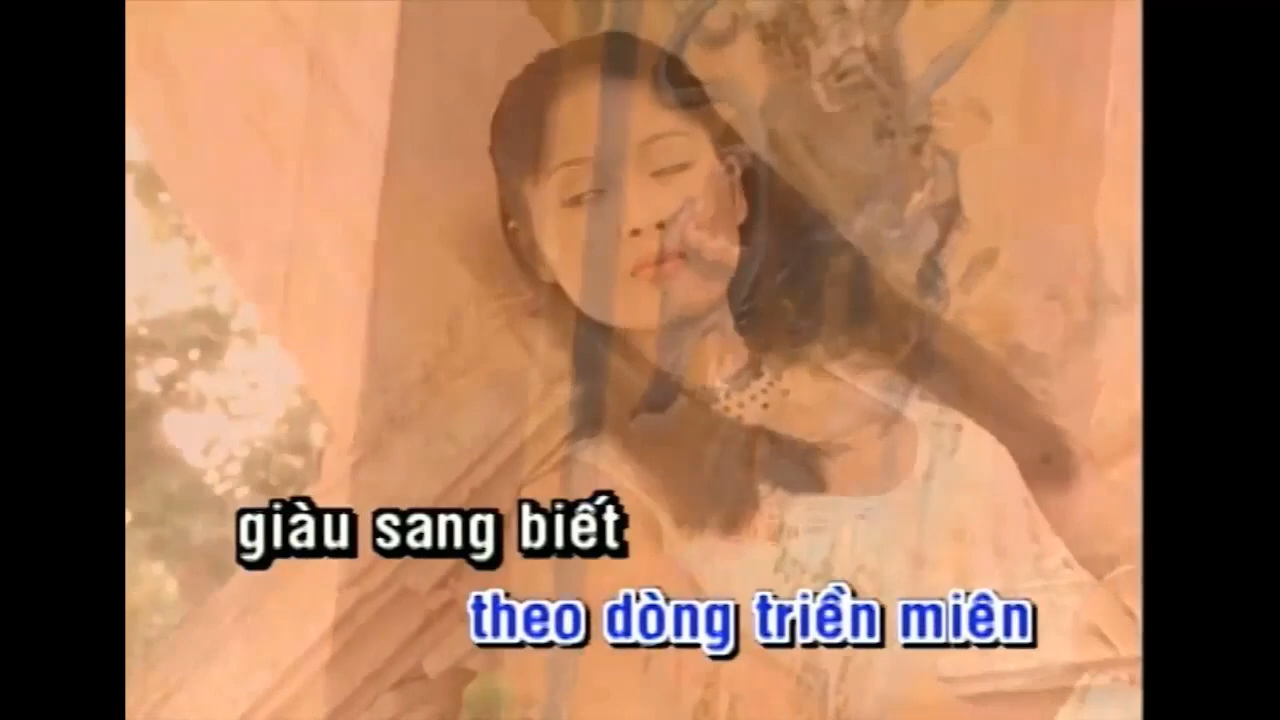 giàu sang biết
theo dòng triền miên